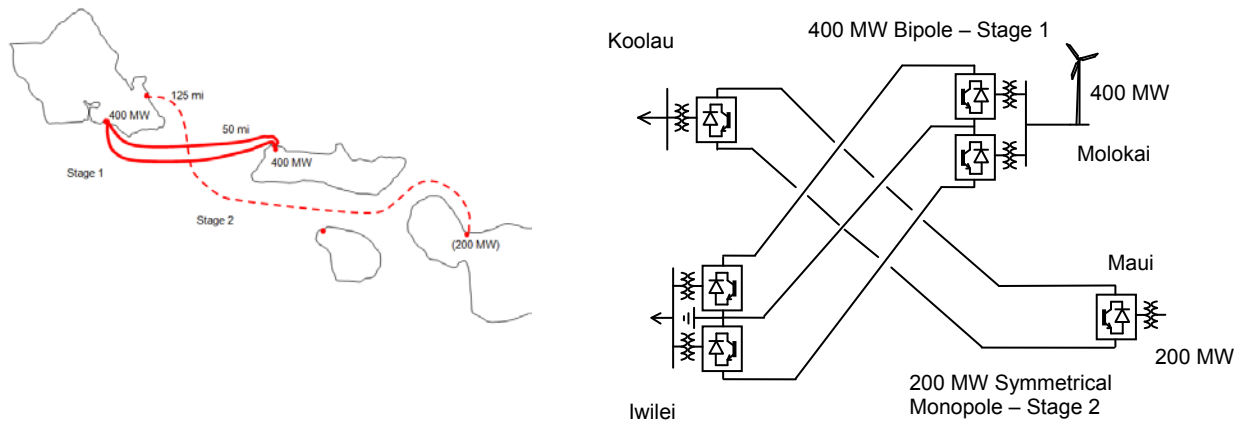 125 mi
400 MW
50 mi
400 MW
Stage 1
Stage 2
(200 MW)
Koolau
400 MW Bipole – Stage 1
400 MW
Molokai
Maui
200 MW
200 MW Symmetrical
Monopole – Stage 2
Iwilei